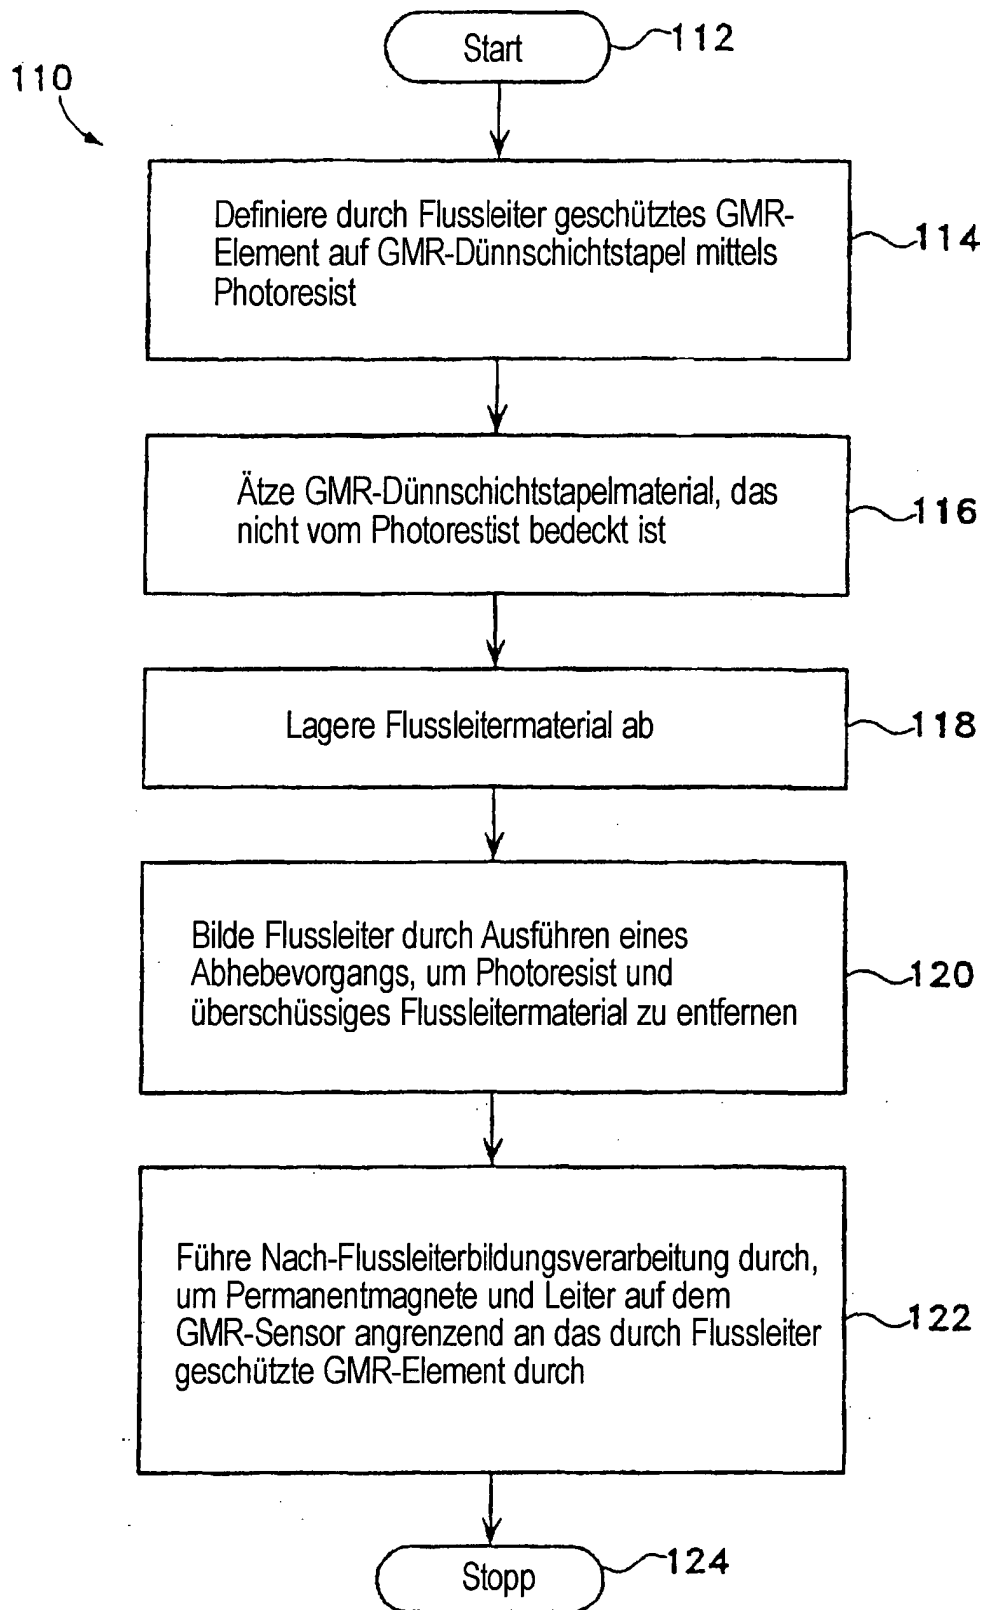 Start
112
110
Definiere durch Flussleiter geschütztes GMR-
Element auf GMR-Dünnschichtstapel mittels
Photoresist
114
Ätze GMR-Dünnschichtstapelmaterial, das
nicht vom Photorestist bedeckt ist
116
Lagere Flussleitermaterial ab
118
Bilde Flussleiter durch Ausführen eines
Abhebevorgangs, um Photoresist und
überschüssiges Flussleitermaterial zu entfernen
120
Führe Nach-Flussleiterbildungsverarbeitung durch,
um Permanentmagnete und Leiter auf dem
GMR-Sensor angrenzend an das durch Flussleiter
geschützte GMR-Element durch
122
Stopp
124